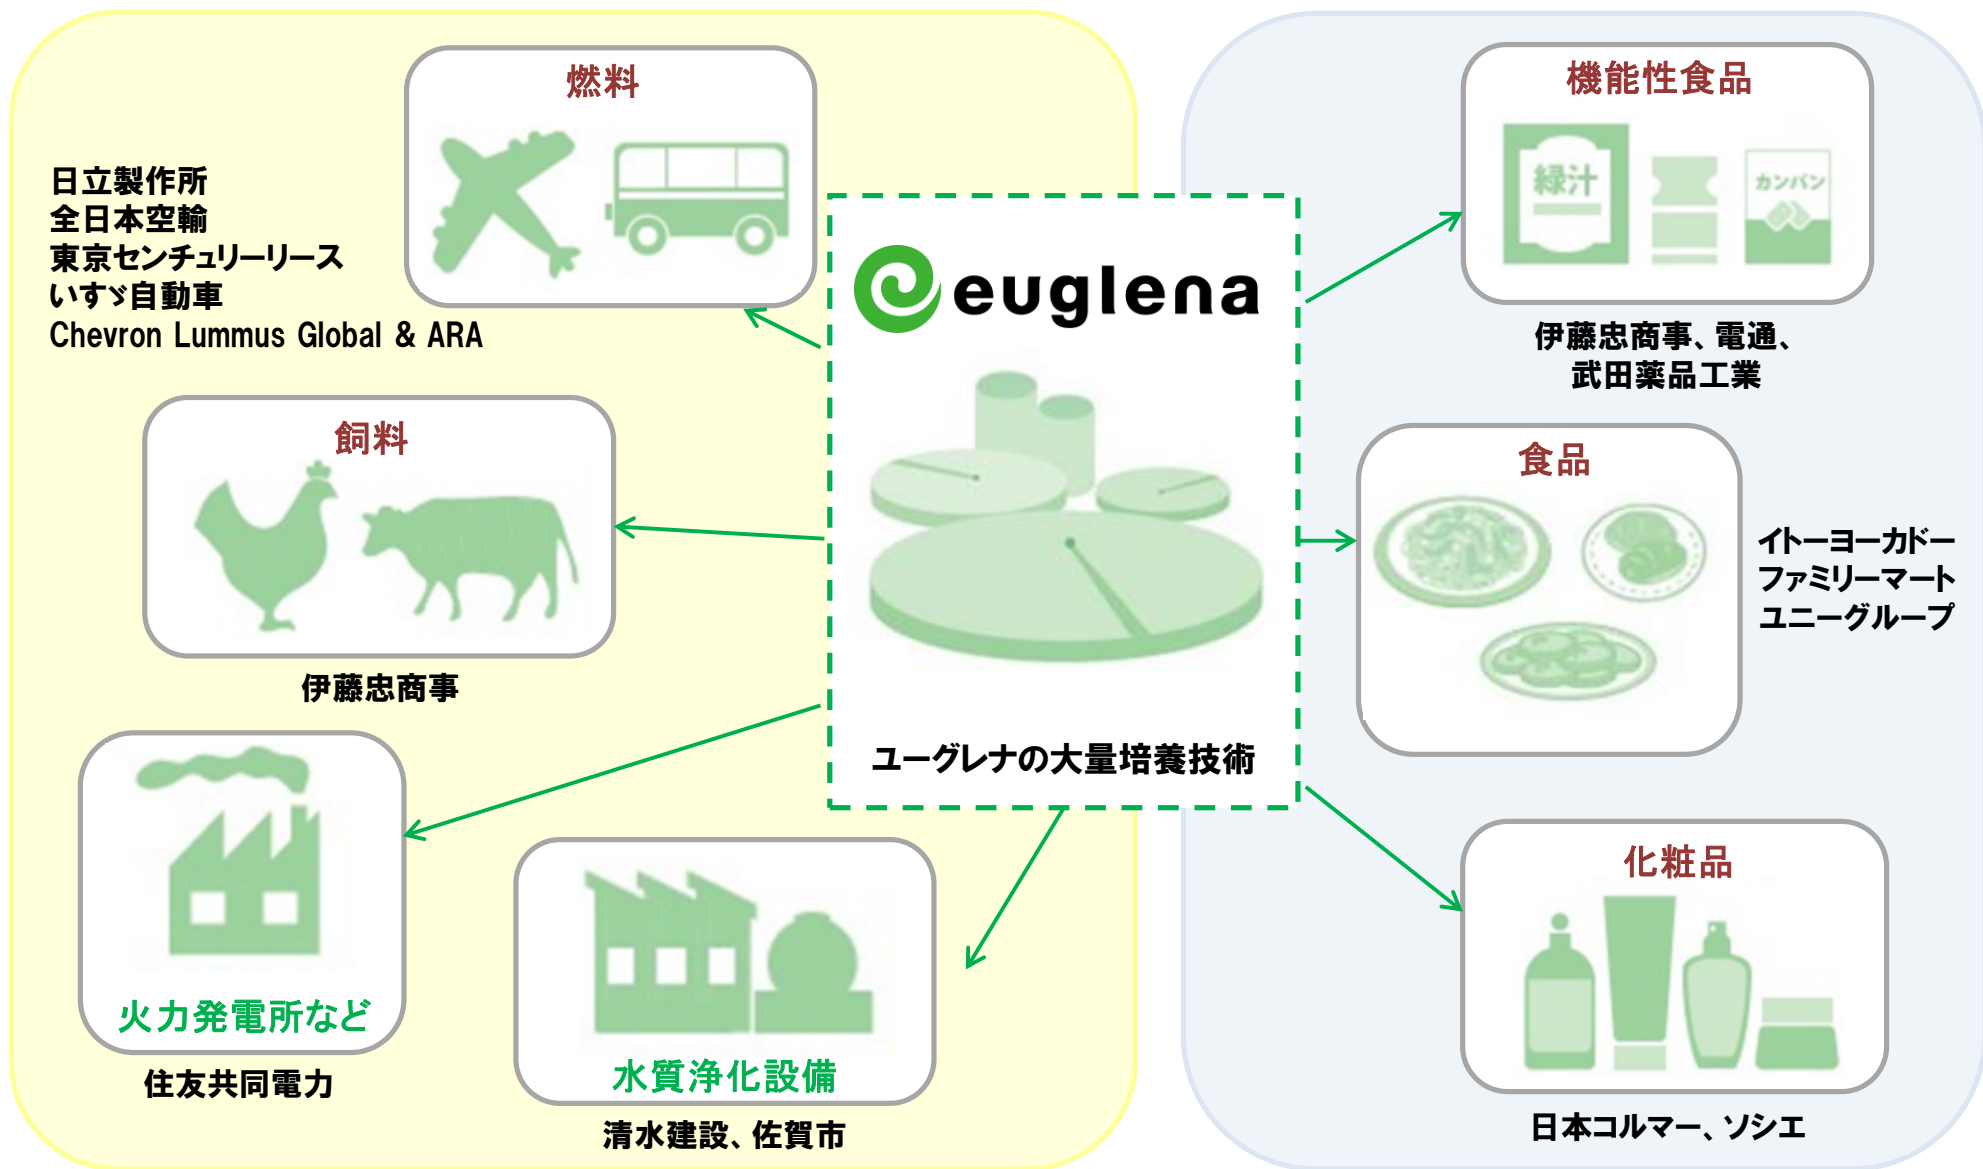 燃料
日立製作所
全日本空輸
東京センチュリーリース
いすゞ自動車
Chevron Lummus Global & ARA
飼料
伊藤忠商事
火力発電所など
住友共同電力
水質浄化設備
清水建設、佐賀市
euglena
ユーグレナの大量培養技術
機能性食品
緑汁
カンパン
伊藤忠商事、電通、
武田薬品工業
食品
イトーヨーカドー
ファミリーマート
ユニーグループ
化粧品
日本コルマー、ソシエ